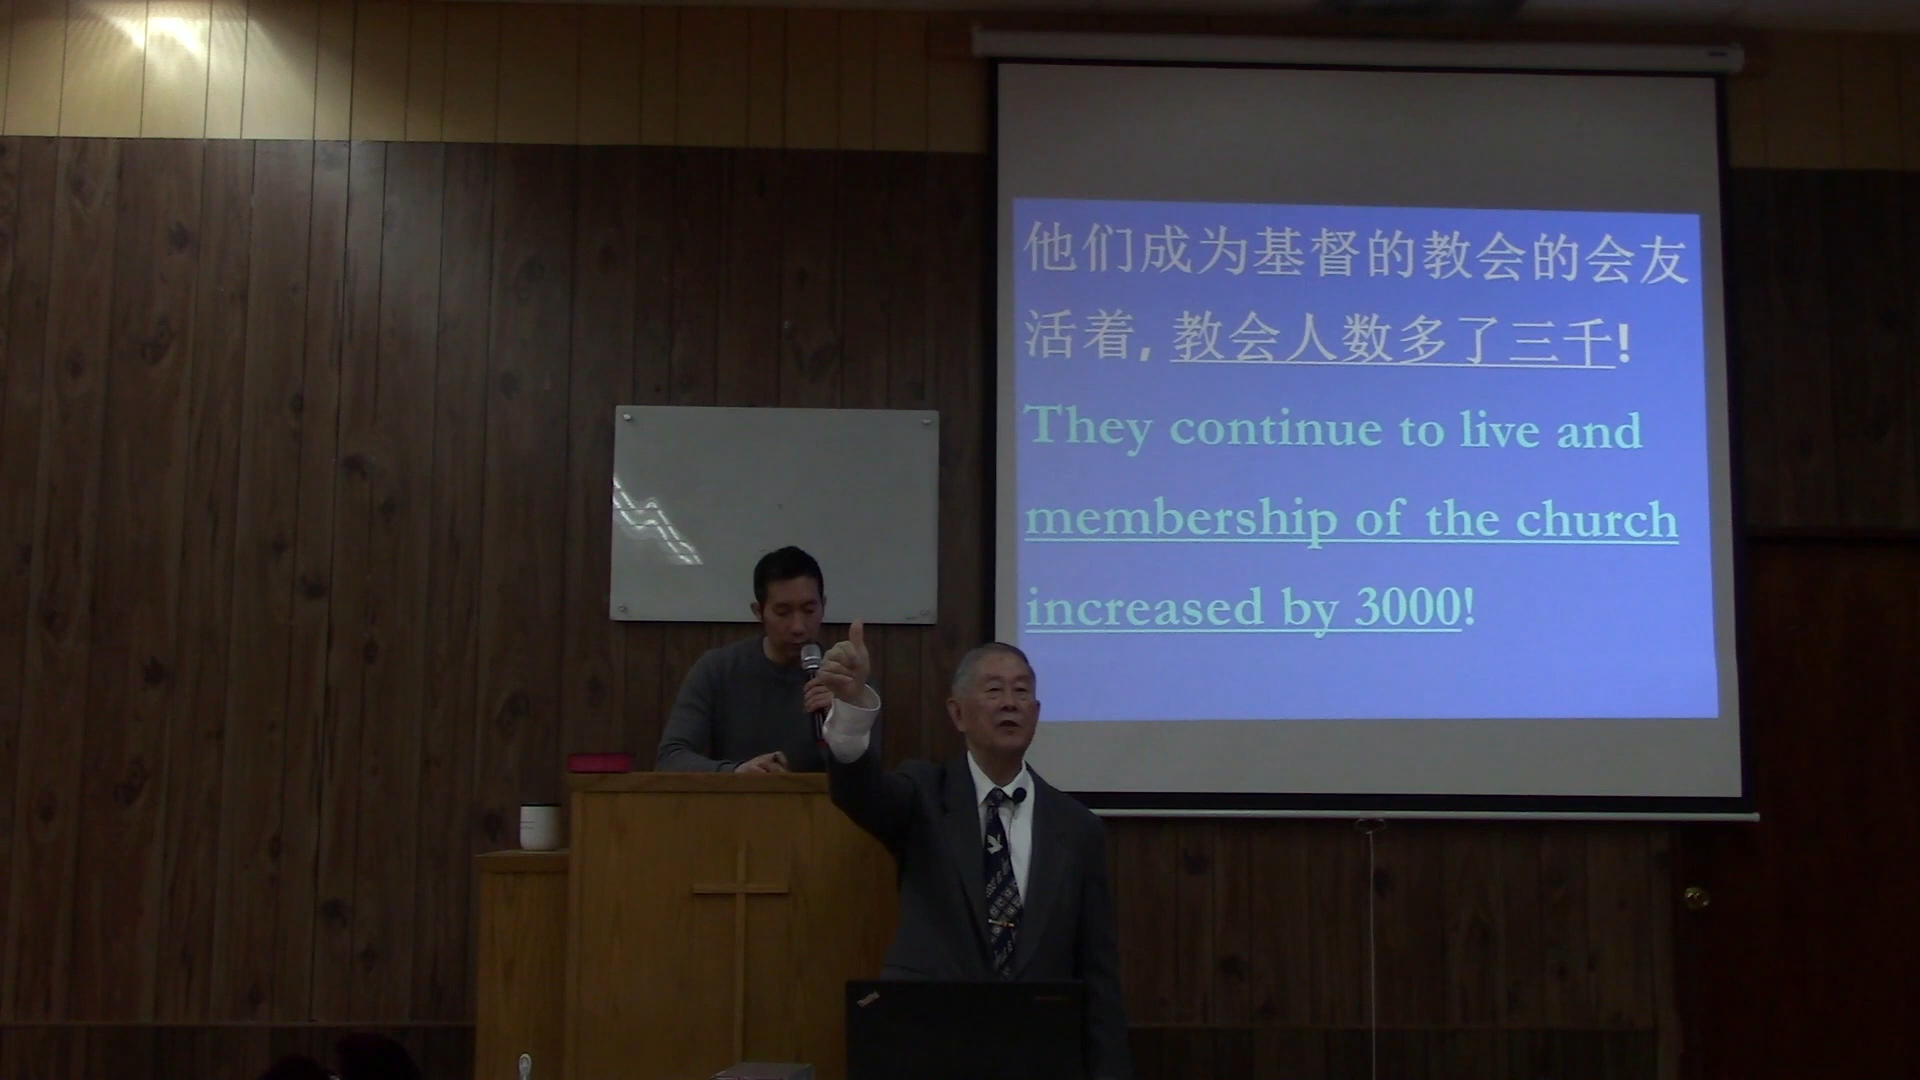 他们成为基督的教会的会友
活着, 教会人数多了三千!
They continue to live and
membership of the church
increased by 3000!
ThinkPad